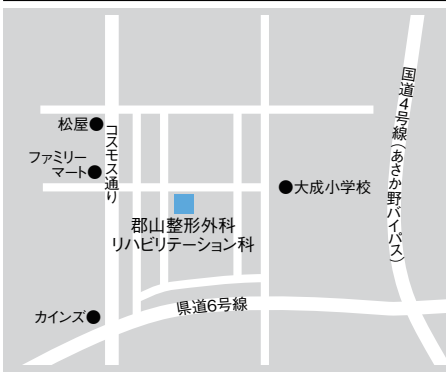 松屋
コスモス通り
ファミリー
マート
国道4号線（あさか野バイパス）
大成小学校
郡山整形外科
リハビリテーション科
県道6号線
カインズ